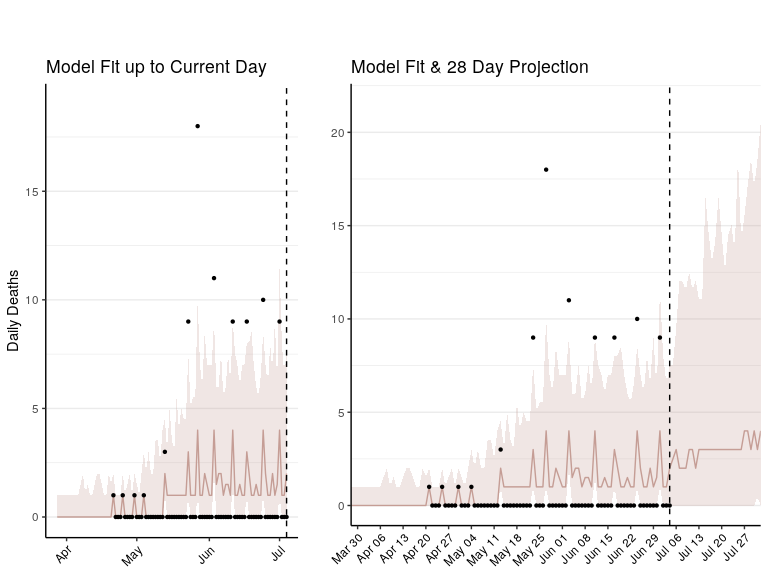 Model Fit up to Current Day
Daily Deaths
15
10
5
0
Apr
May
Jun
Jul
Model Fit & 28 Day Projection
20
15
10
5
0
Mar 30
Apr 06
Apr 13
Apr 20
Apr 27
May 04
May 11
May 18
May 25
Jun 01
Jun 08
Jun 15
Jun 22
Jun 29
Jul 06
Jul 13
Jul 20
Jul 27